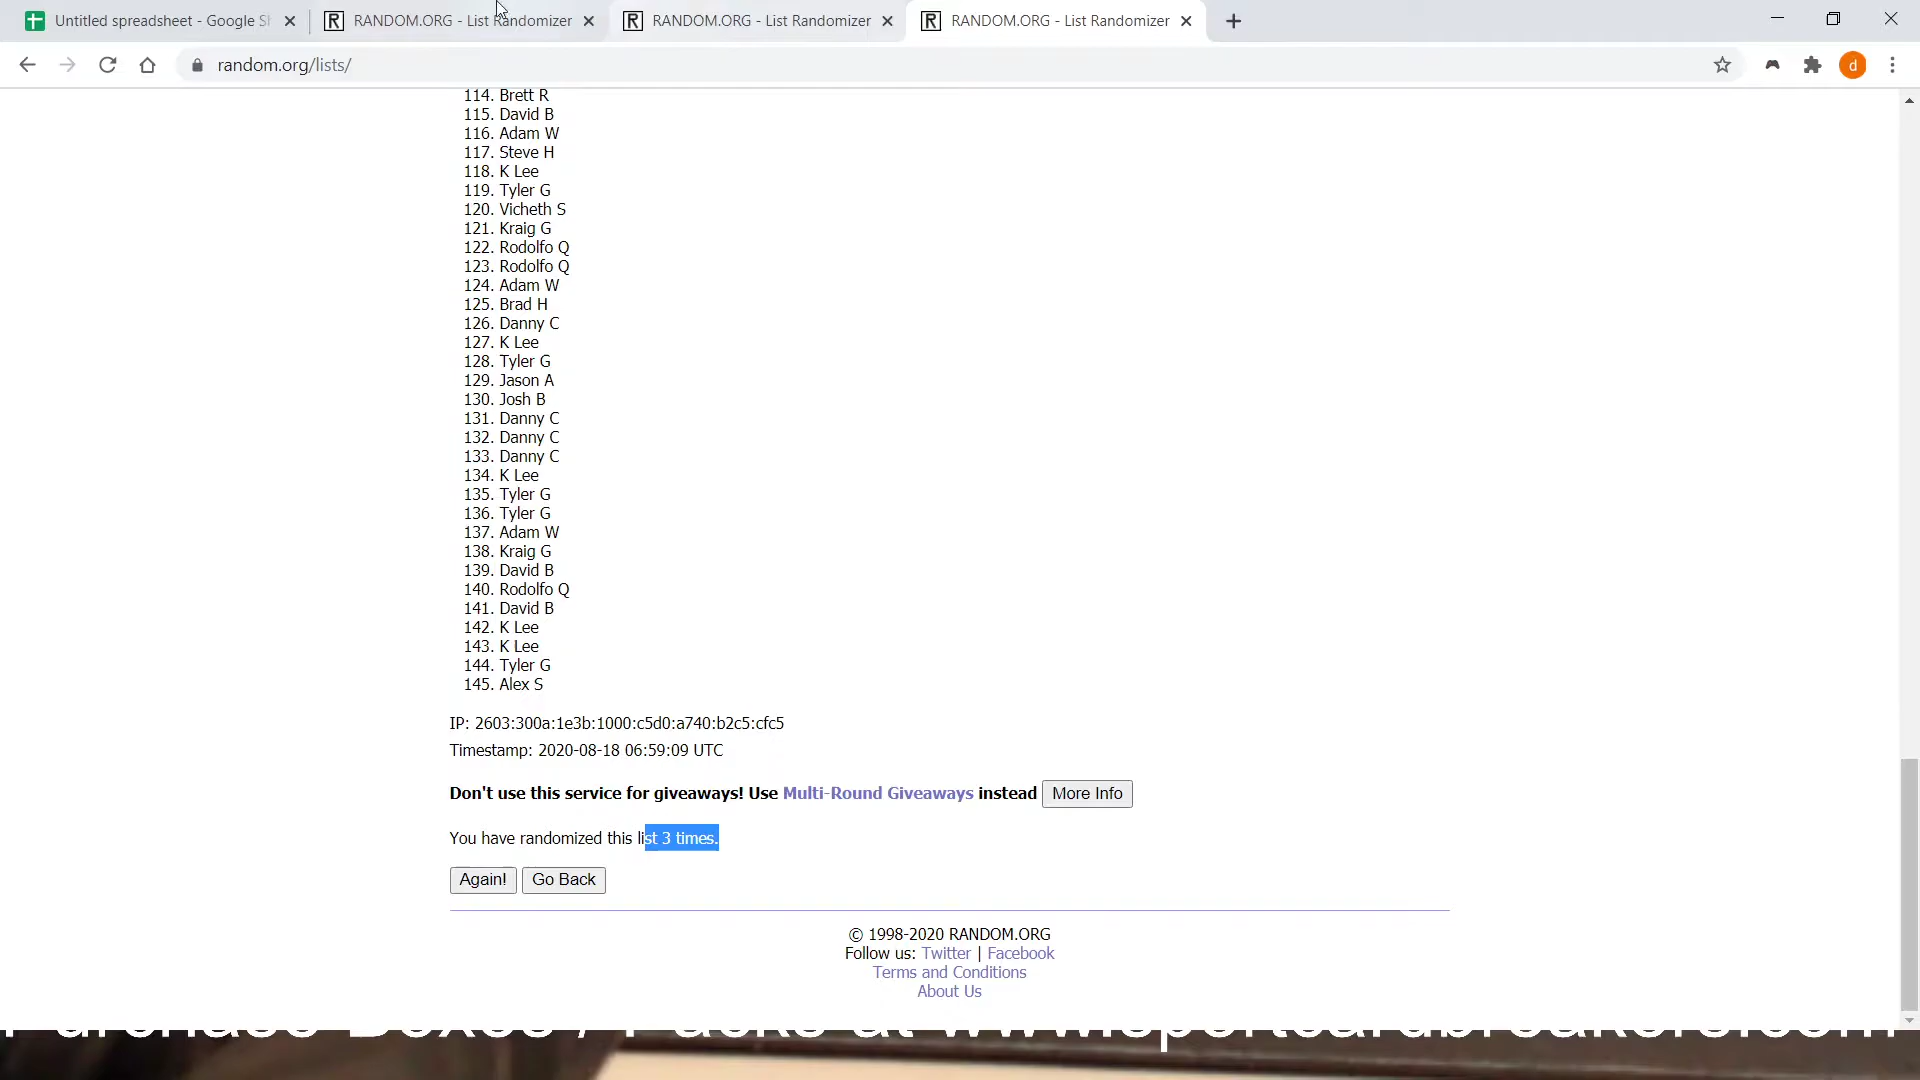 Untitled spreadsheet - Google Sh
RANDOM.ORG - List Randomizer
RANDOM.ORG - List Randomizer
RANDOM.ORG - List Randomizer
random.org/lists/
d
114. Brett R
115. David B
116. Adam W
117. Steve H
118. K Lee
119. Tyler G
120. Vicheth S
121. Kraig G
122. Rodolfo Q
123. Rodolfo Q
124. Adam W
125. Brad H
126. Danny C
127. K Lee
128. Tyler G
129. Jason A
130. Josh B
131. Danny C
132. Danny C
133. Danny C
134. K Lee
135. Tyler G
136. Tyler G
137. Adam W
138. Kraig G
139. David B
140. Rodolfo Q
141. David B
142. K Lee
143. K Lee
144. Tyler G
145. Alex S
IP: 2603:300a:1e3b:1000:c5d0:a740:b2c5:cfc5
Timestamp: 2020-08-18 06:59:09 UTC
Don't use this service for giveaways! Use Multi-Round Giveaways instead More Info
You have randomized this list 3 times.
Again! Go Back
© 1998-2020 RANDOM.ORG
Follow us: Twitter | Facebook
Terms and Conditions
About Us
Purchase Boxes / Packs at www.sportcardbreakers.com